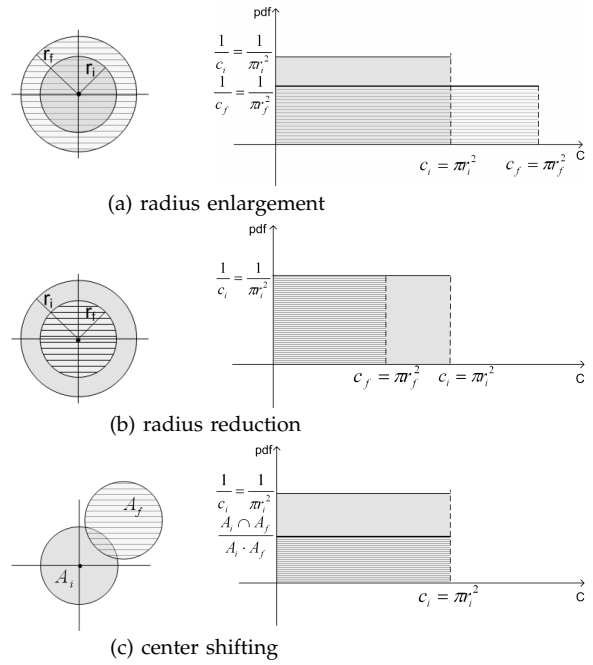 pdf
r_f
r_i
1/c_i = 1/πr_i^2
1/c_f = 1/πr_f^2
c_i = πr_i^2
c_f = πr_f^2
C
(a) radius enlargement
pdf
r_i
r_f
1/c_i = 1/πr_i^2
c_f = πr_f^2
c_i = πr_i^2
C
(b) radius reduction
pdf
A_f
A_i
1/c_i = 1/πr_i^2
A_i ∩ A_f / A_i · A_f
c_i = πr_i^2
C
(c) center shifting